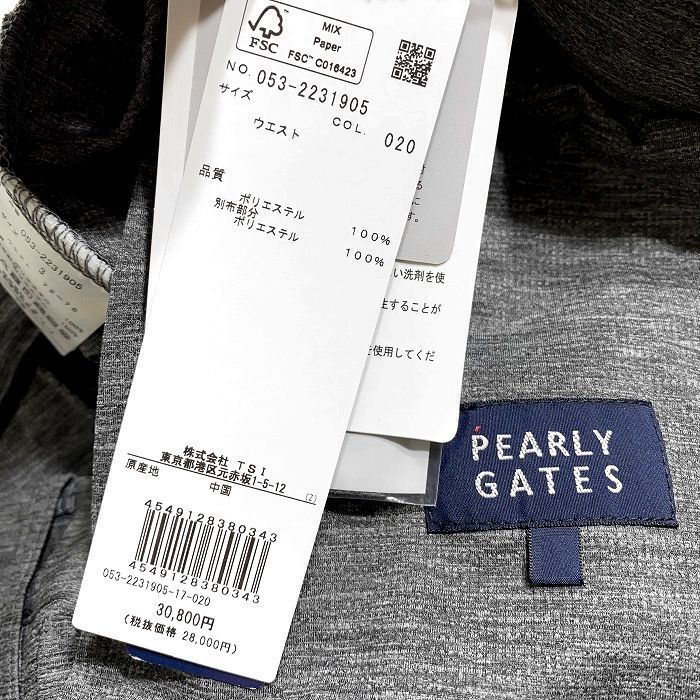 FSC
MIX
Paper
FSC™ C016423
NO. 053-2231905
サイズ
COL. 020
ウエスト
品質
ポリエステル 100%
別布部分
ポリエステル 100%
株式会社 TSI
東京都港区元赤坂1-5-12
原産地 中国 (2)
4549128380343
4549128380343
053-2231905-17-020
30,800円
(税抜価格 28,000円)
い洗剤を使
生することが
を使用してくだ
053-2231905
PEARLY
GATES